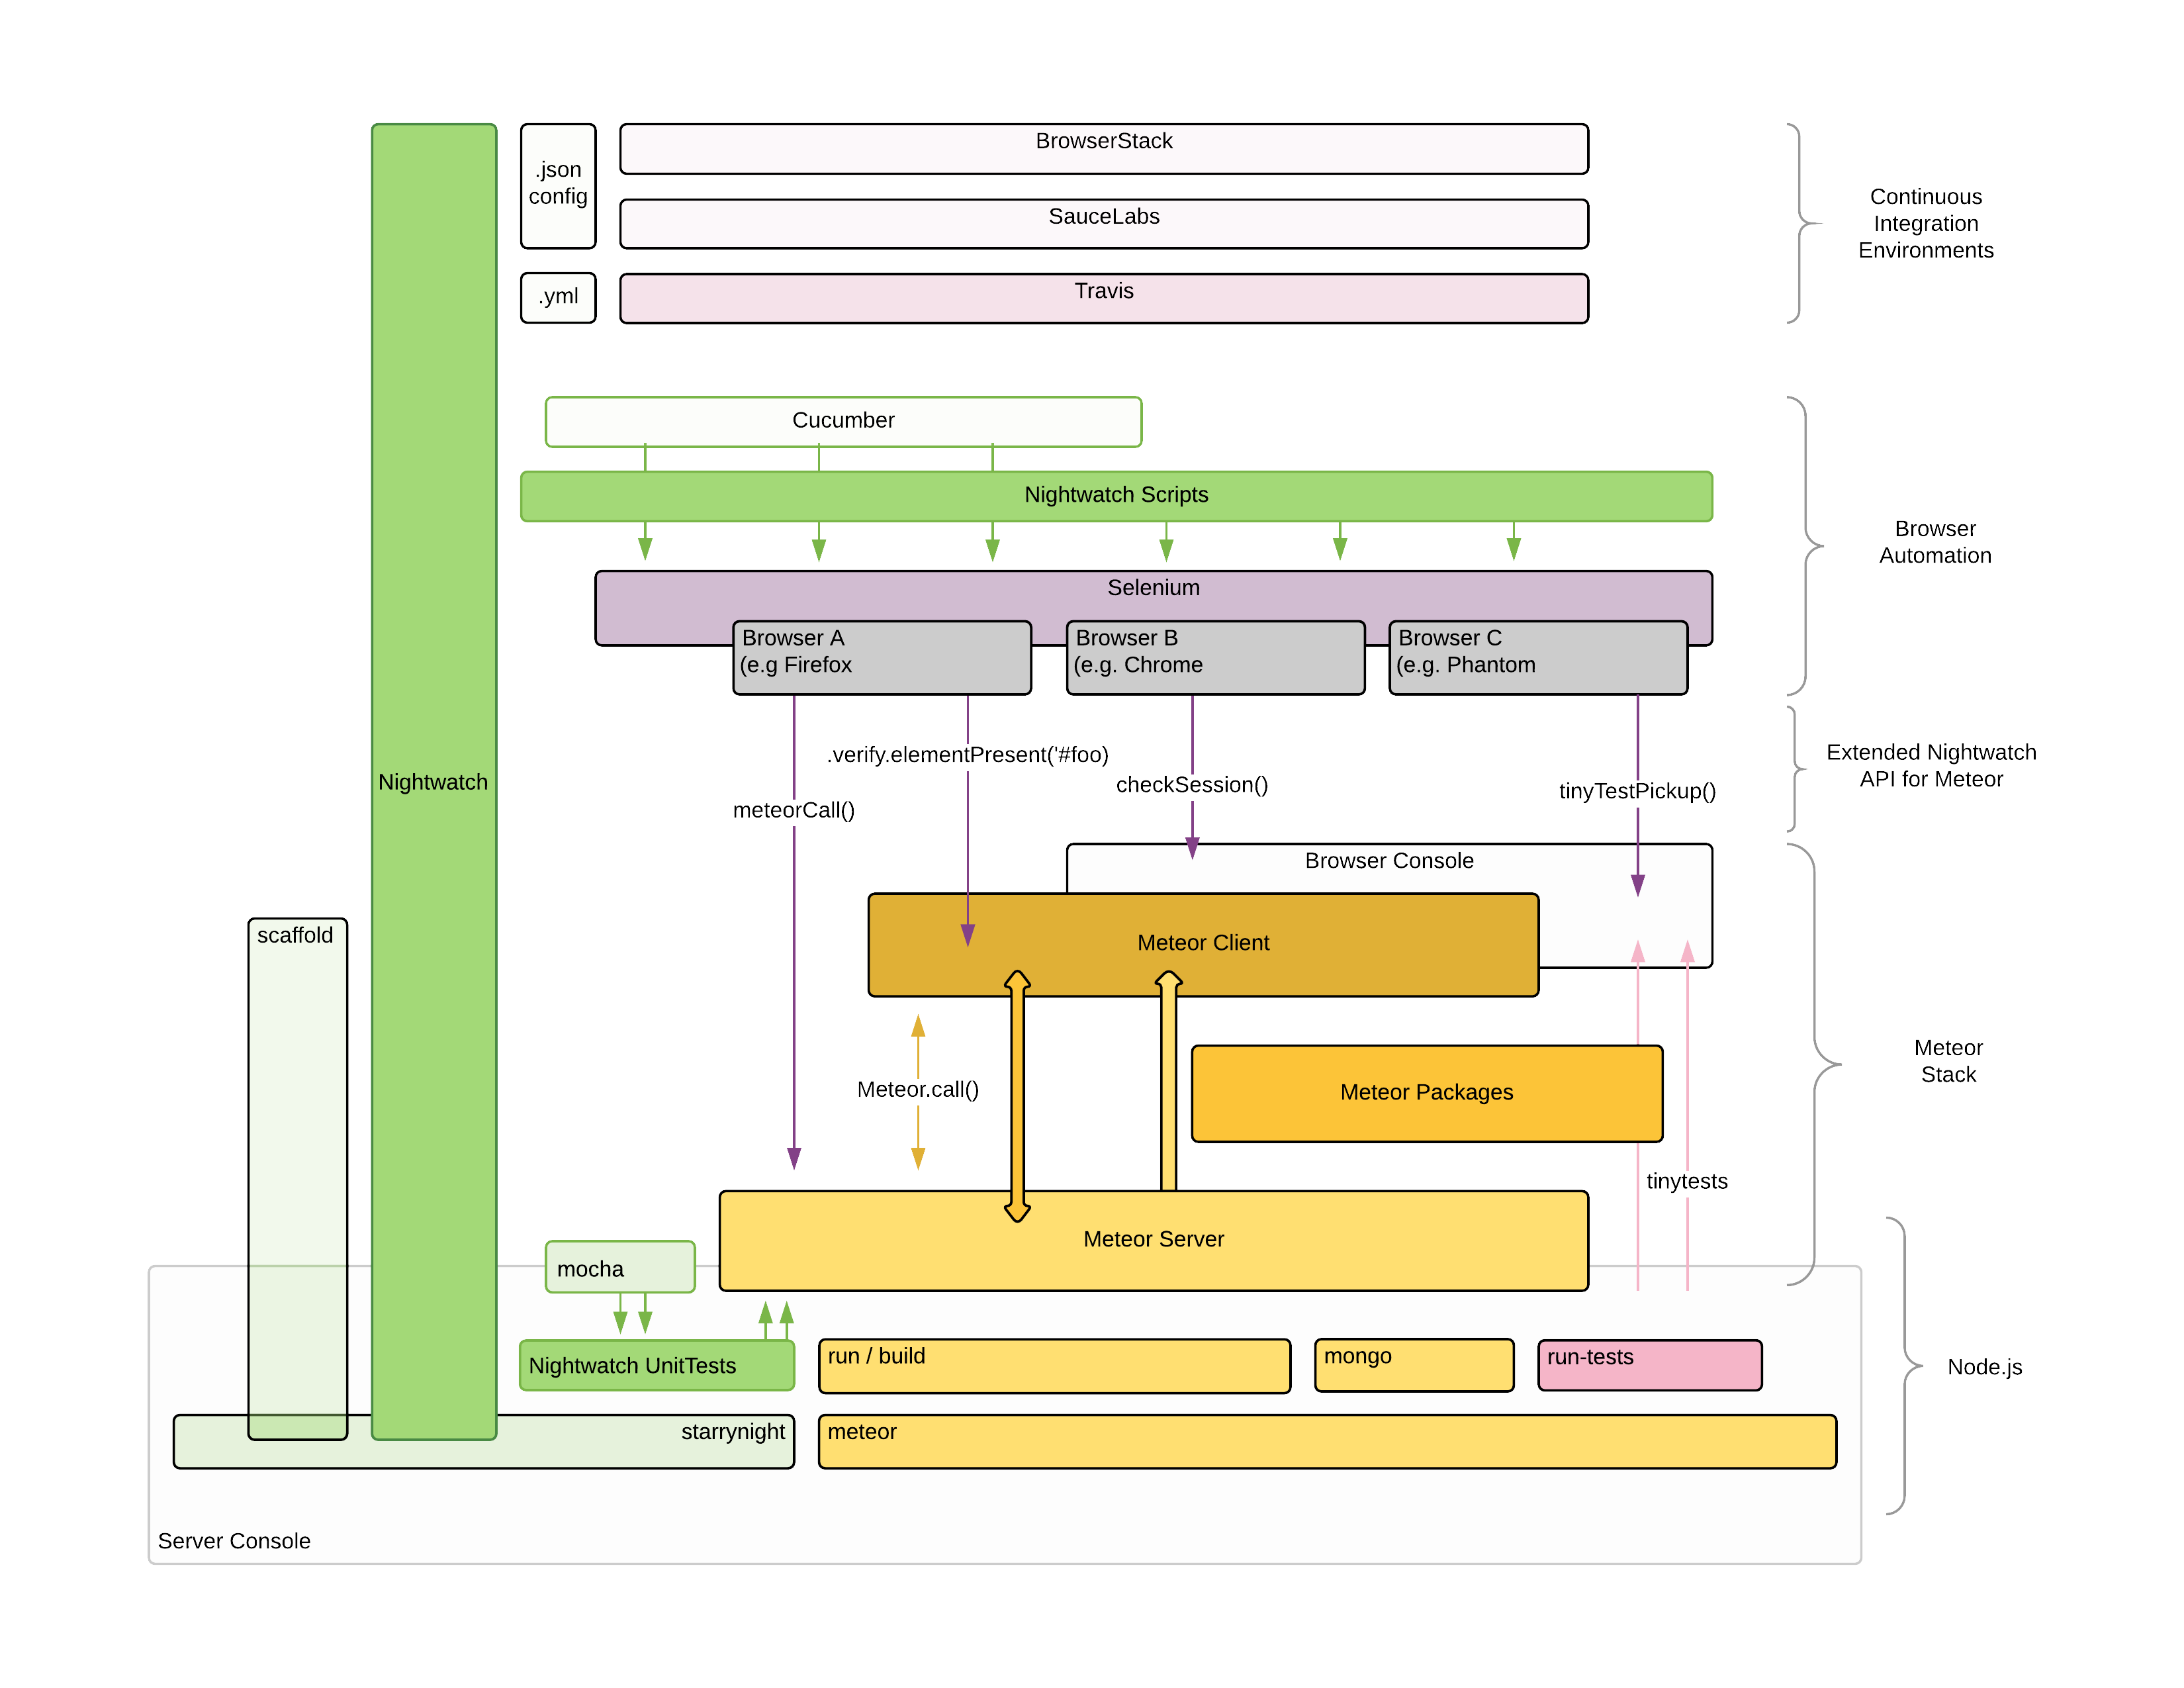 BrowserStack
.json
config
SauceLabs
Continuous
Integration
Environments
.yml
Travis
Cucumber
Nightwatch Scripts
Browser
Automation
Selenium
Browser A
(e.g Firefox
Browser B
(e.g. Chrome
Browser C
(e.g. Phantom
.verify.elementPresent('#foo)
checkSession()
tinyTestPickup()
meteorCall()
Extended Nightwatch
API for Meteor
Nightwatch
Browser Console
scaffold
Meteor Client
Meteor
Stack
Meteor.call()
Meteor Packages
tinytests
Meteor Server
mocha
Nightwatch UnitTests
run / build
mongo
run-tests
Node.js
starrynight
meteor
Server Console